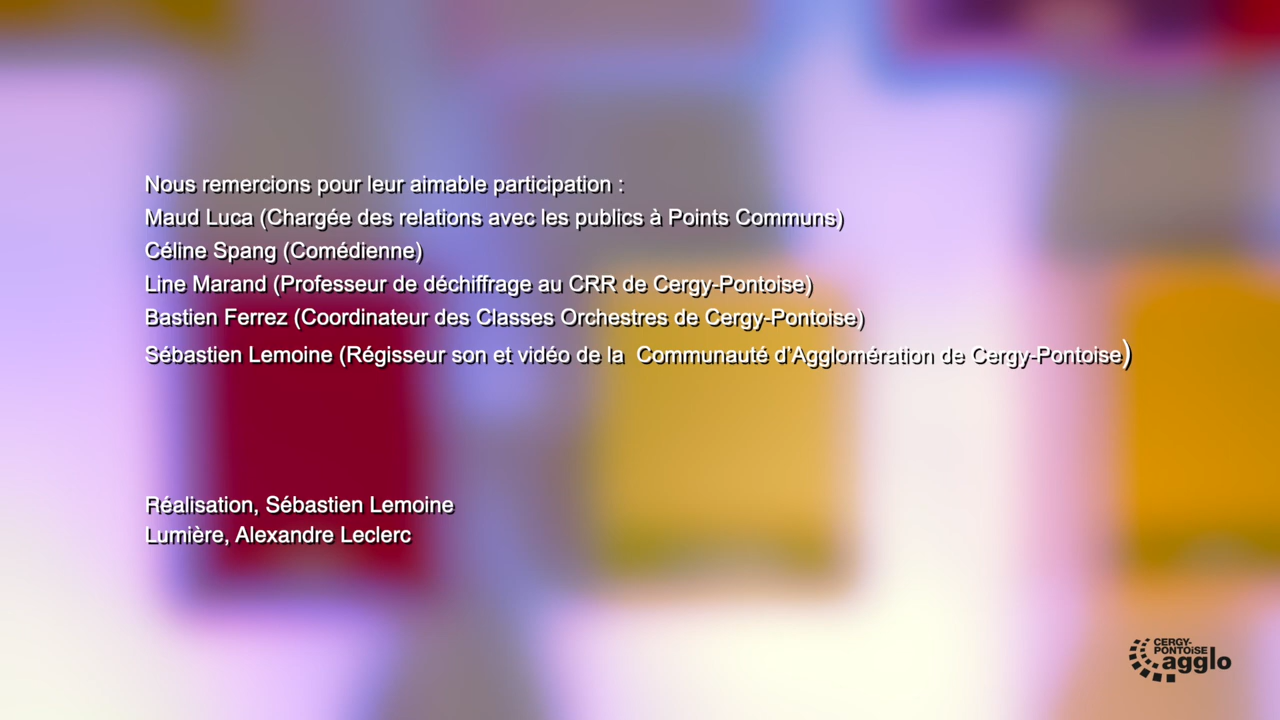 Nous remercions pour leur aimable participation :
Maud Luca (Chargée des relations avec les publics à Points Communs)
Céline Spang (Comédienne)
Line Marand (Professeur de déchiffrage au CRR de Cergy-Pontoise)
Bastien Ferrez (Coordinateur des Classes Orchestres de Cergy-Pontoise)
Sébastien Lemoine (Régisseur son et vidéo de la  Communauté d'Agglomération de Cergy-Pontoise)
Réalisation, Sébastien Lemoine
Lumière, Alexandre Leclerc
CERGY-
PONTOiSE
agglo